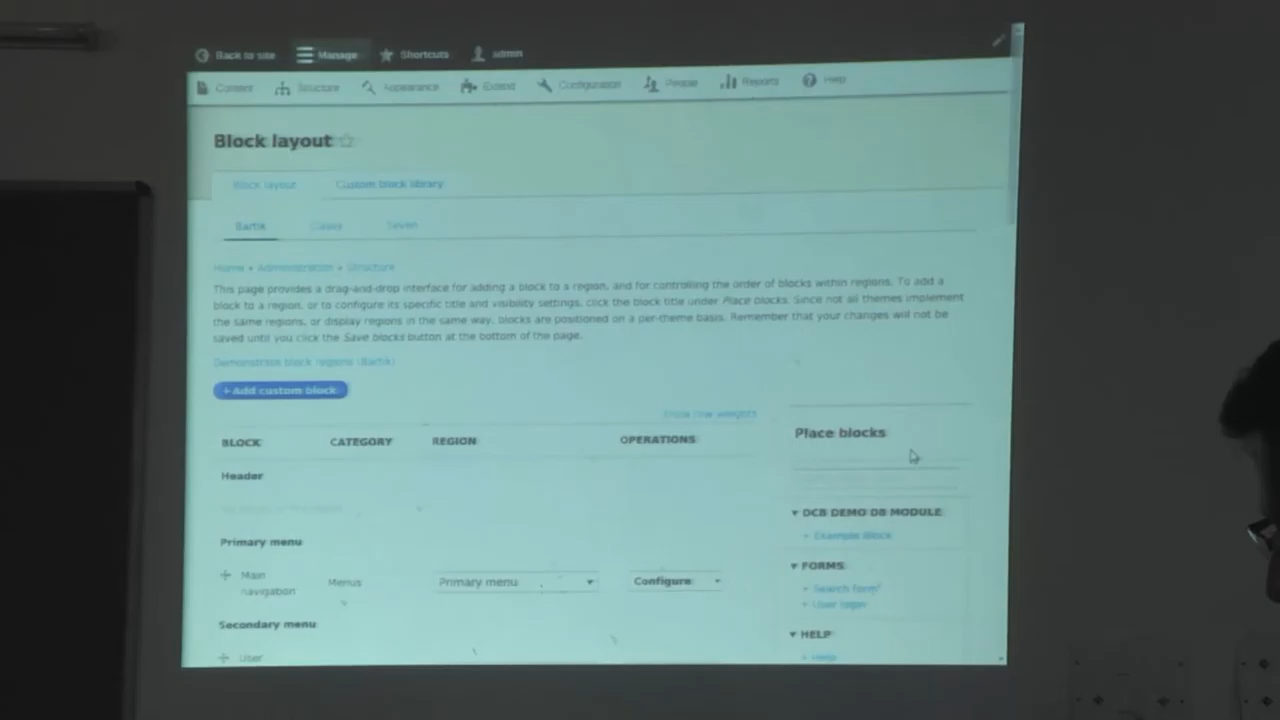 Back to site Manage Shortcuts admin
Content Structure Appearance Extend Configuration People Reports Help
Block layout
Block layout Custom block library
Bartik Classy Seven
Home » Administration » Structure
This page provides a drag-and-drop interface for adding a block to a region, and for controlling the order of blocks within regions. To add a
block to a region, or to configure its specific title and visibility settings, click the block title under Place blocks. Since not all themes implement
the same regions, or display regions in the same way, blocks are positioned on a per-theme basis. Remember that your changes will not be
saved until you click the Save blocks button at the bottom of the page.
Demonstrate block regions (Bartik)
+ Add custom block
Show row weights
BLOCK CATEGORY REGION OPERATIONS
Header
Primary menu
Main
navigation
Menus Primary menu Configure
Secondary menu
User
Place blocks
DCB DEMO D8 MODULE
+ Example Block
FORMS
+ Search form
+ User login
HELP
+ Help